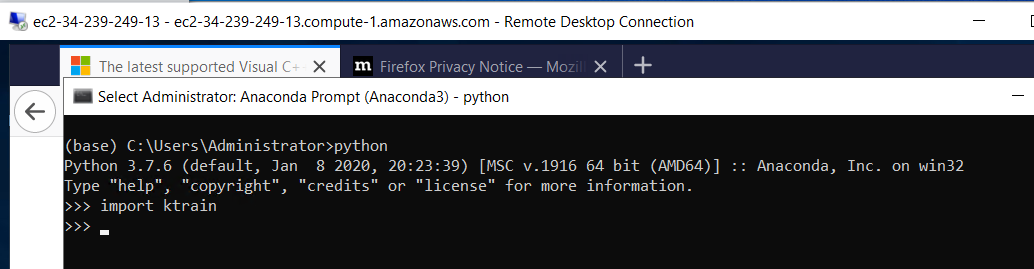 ec2-34-239-249-13 - ec2-34-239-249-13.compute-1.amazonaws.com - Remote Desktop Connection
The latest supported Visual C+
Firefox Privacy Notice — Mozil
Select Administrator: Anaconda Prompt (Anaconda3) - python
(base) C:\Users\Administrator>python
Python 3.7.6 (default, Jan  8 2020, 20:23:39) [MSC v.1916 64 bit (AMD64)] :: Anaconda, Inc. on win32
Type "help", "copyright", "credits" or "license" for more information.
>>> import ktrain
>>>